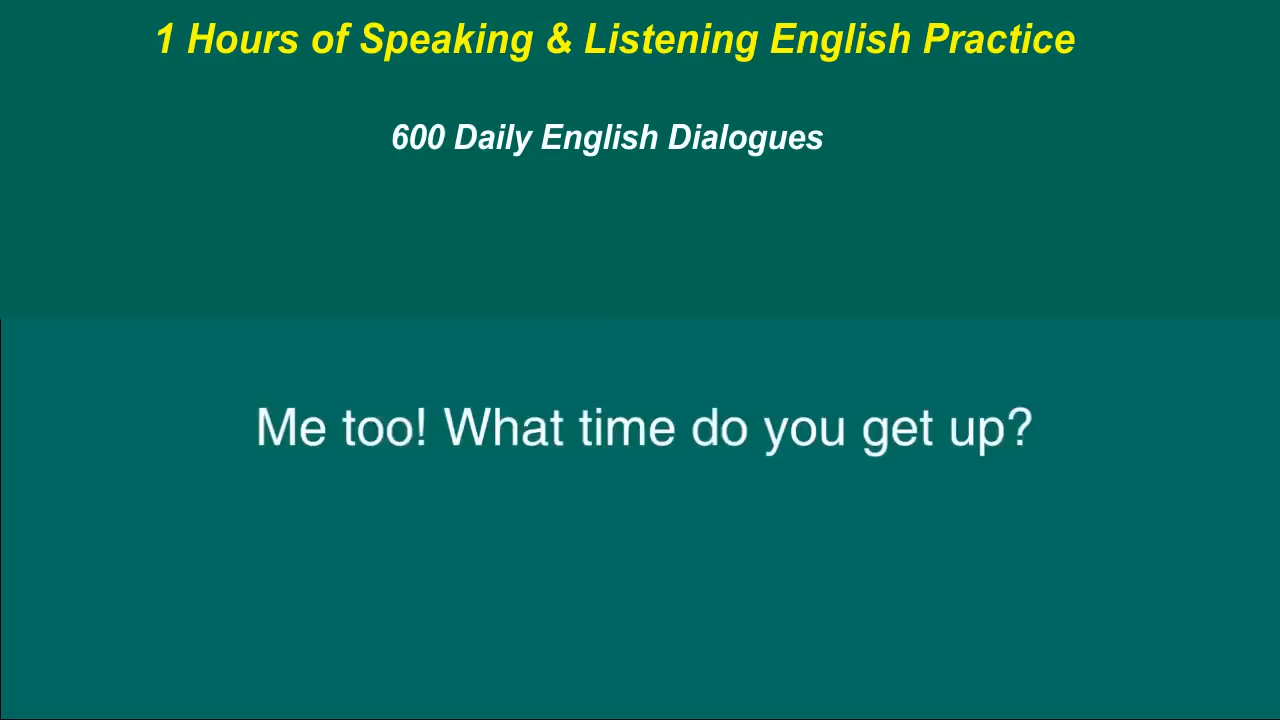 1 Hours of Speaking & Listening English Practice
600 Daily English Dialogues
Me too! What time do you get up?